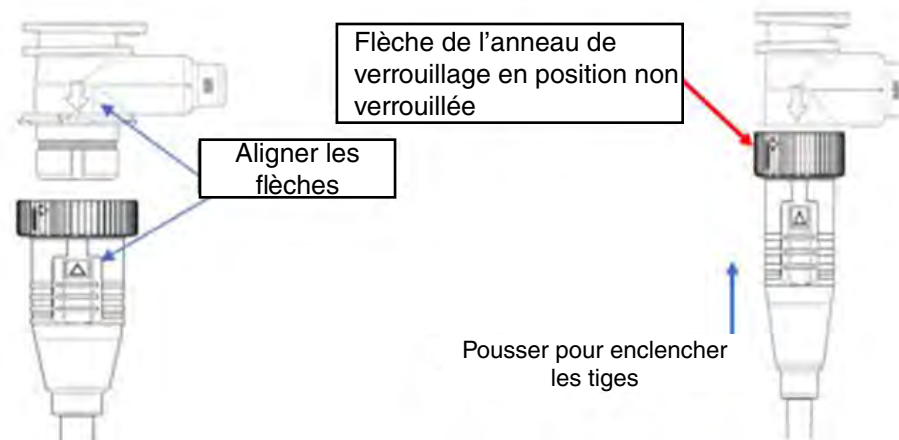 Flèche de l'anneau de
verrouillage en position non
verrouillée
Aligner les
flèches
Pousser pour enclencher
les tiges